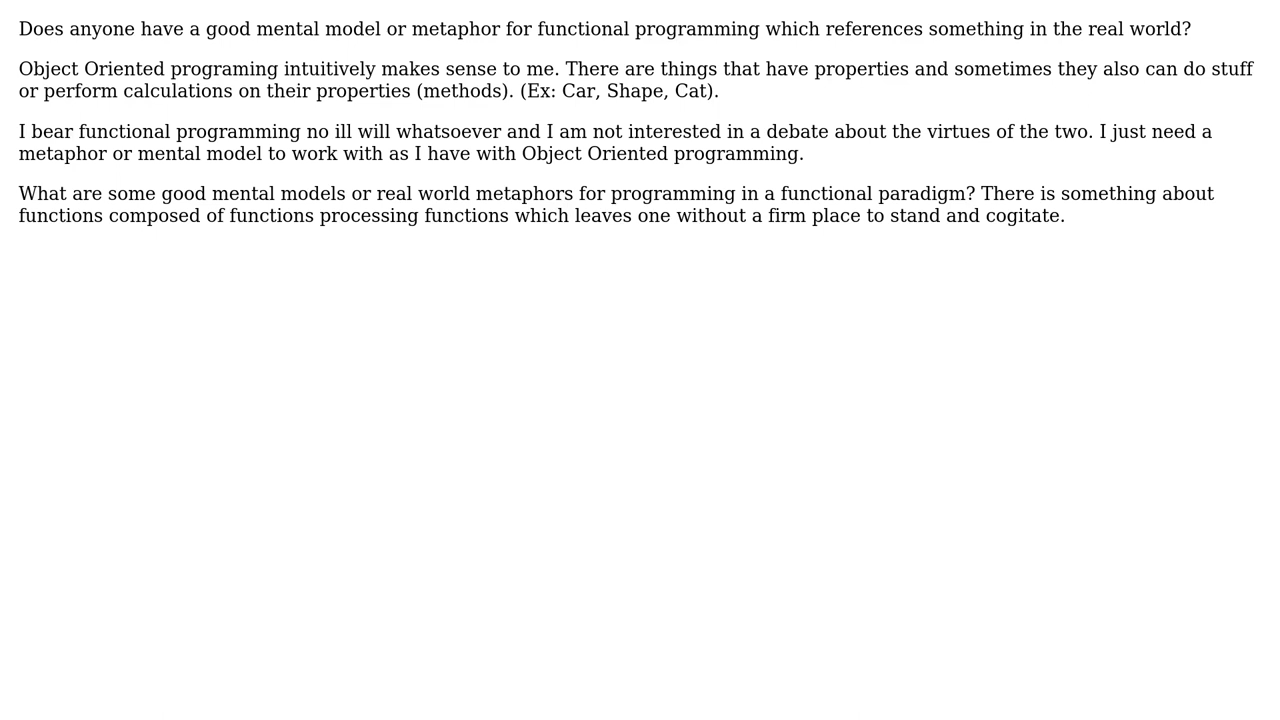 Does anyone have a good mental model or metaphor for functional programming which references something in the real world?
Object Oriented programing intuitively makes sense to me. There are things that have properties and sometimes they also can do stuff
or perform calculations on their properties (methods). (Ex: Car, Shape, Cat).
I bear functional programming no ill will whatsoever and I am not interested in a debate about the virtues of the two. I just need a
metaphor or mental model to work with as I have with Object Oriented programming.
What are some good mental models or real world metaphors for programming in a functional paradigm? There is something about
functions composed of functions processing functions which leaves one without a firm place to stand and cogitate.